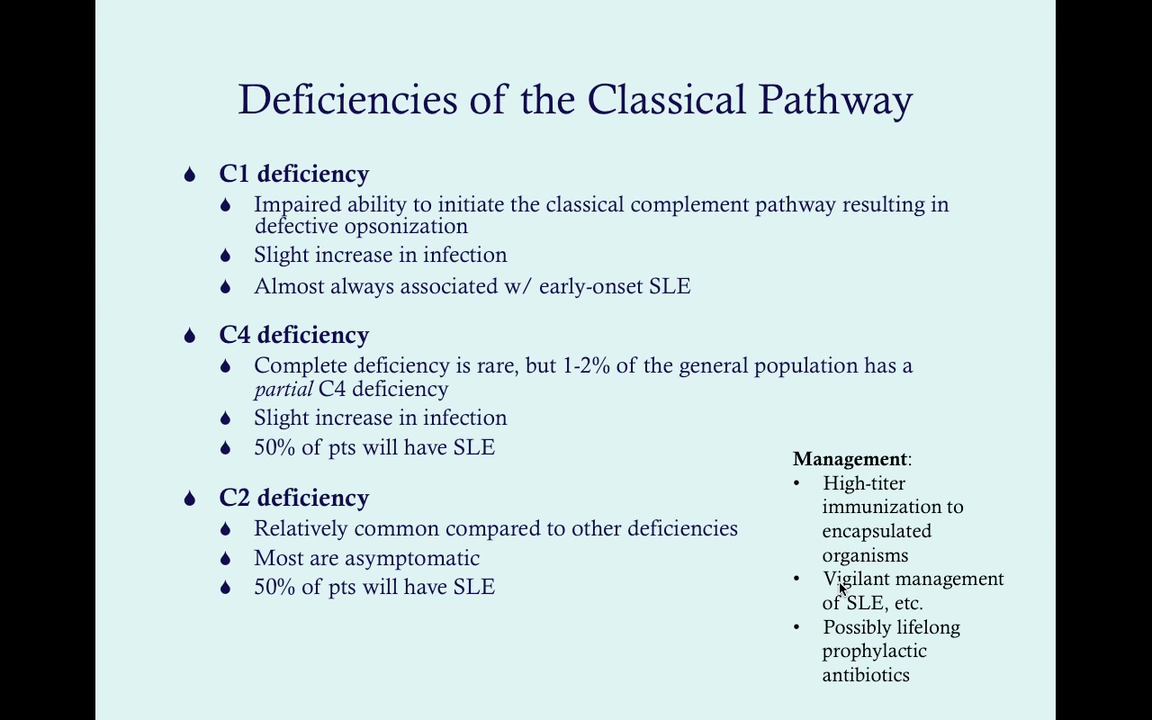 Deficiencies of the Classical Pathway
C1 deficiency
Impaired ability to initiate the classical complement pathway resulting in
defective opsonization
Slight increase in infection
Almost always associated w/ early-onset SLE
C4 deficiency
Complete deficiency is rare, but 1-2% of the general population has a
partial C4 deficiency
Slight increase in infection
50% of pts will have SLE
C2 deficiency
Relatively common compared to other deficiencies
Most are asymptomatic
50% of pts will have SLE
Management:
• High-titer
immunization to
encapsulated
organisms
• Vigilant management
of SLE, etc.
• Possibly lifelong
prophylactic
antibiotics